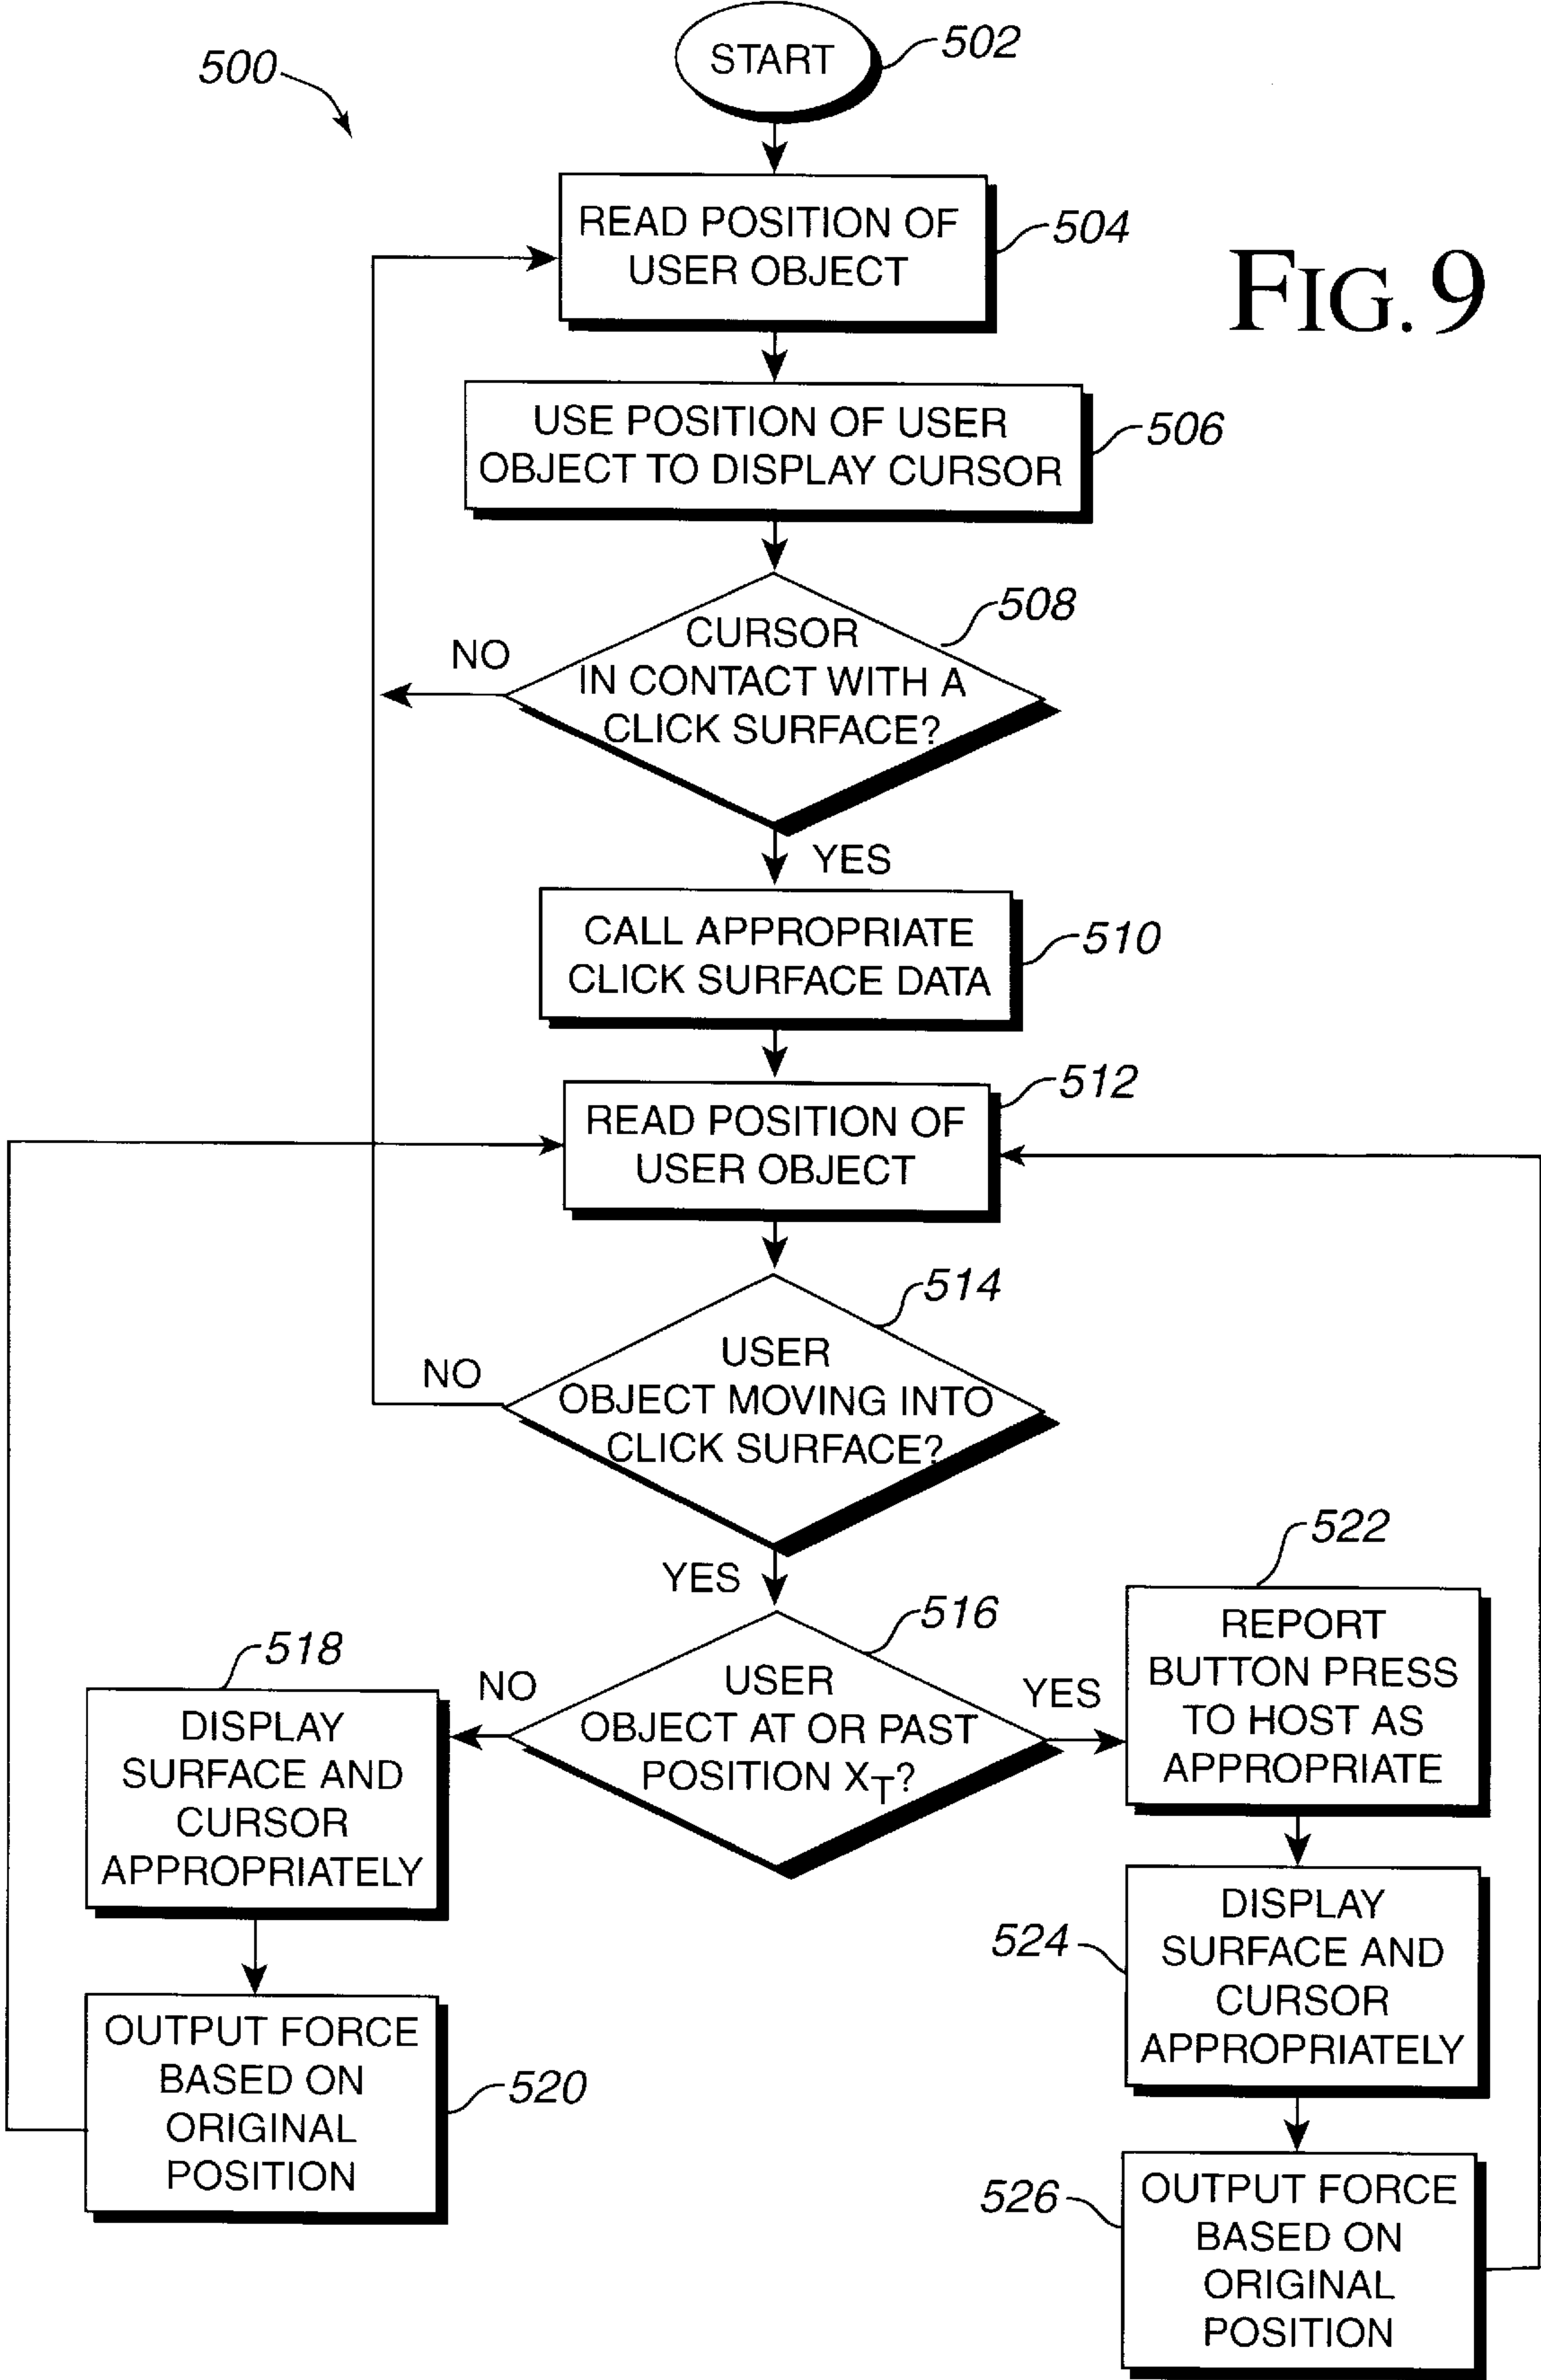 500
START
502
READ POSITION OF
USER OBJECT
504
FIG. 9
USE POSITION OF USER
OBJECT TO DISPLAY CURSOR
506
CURSOR
IN CONTACT WITH A
CLICK SURFACE?
508
NO
YES
CALL APPROPRIATE
CLICK SURFACE DATA
510
READ POSITION OF
USER OBJECT
512
USER
OBJECT MOVING INTO
CLICK SURFACE?
514
NO
YES
USER
OBJECT AT OR PAST
POSITION XT?
516
NO
YES
518
DISPLAY
SURFACE AND
CURSOR
APPROPRIATELY
OUTPUT FORCE
BASED ON
ORIGINAL
POSITION
520
522
REPORT
BUTTON PRESS
TO HOST AS
APPROPRIATE
524
DISPLAY
SURFACE AND
CURSOR
APPROPRIATELY
526
OUTPUT FORCE
BASED ON
ORIGINAL
POSITION